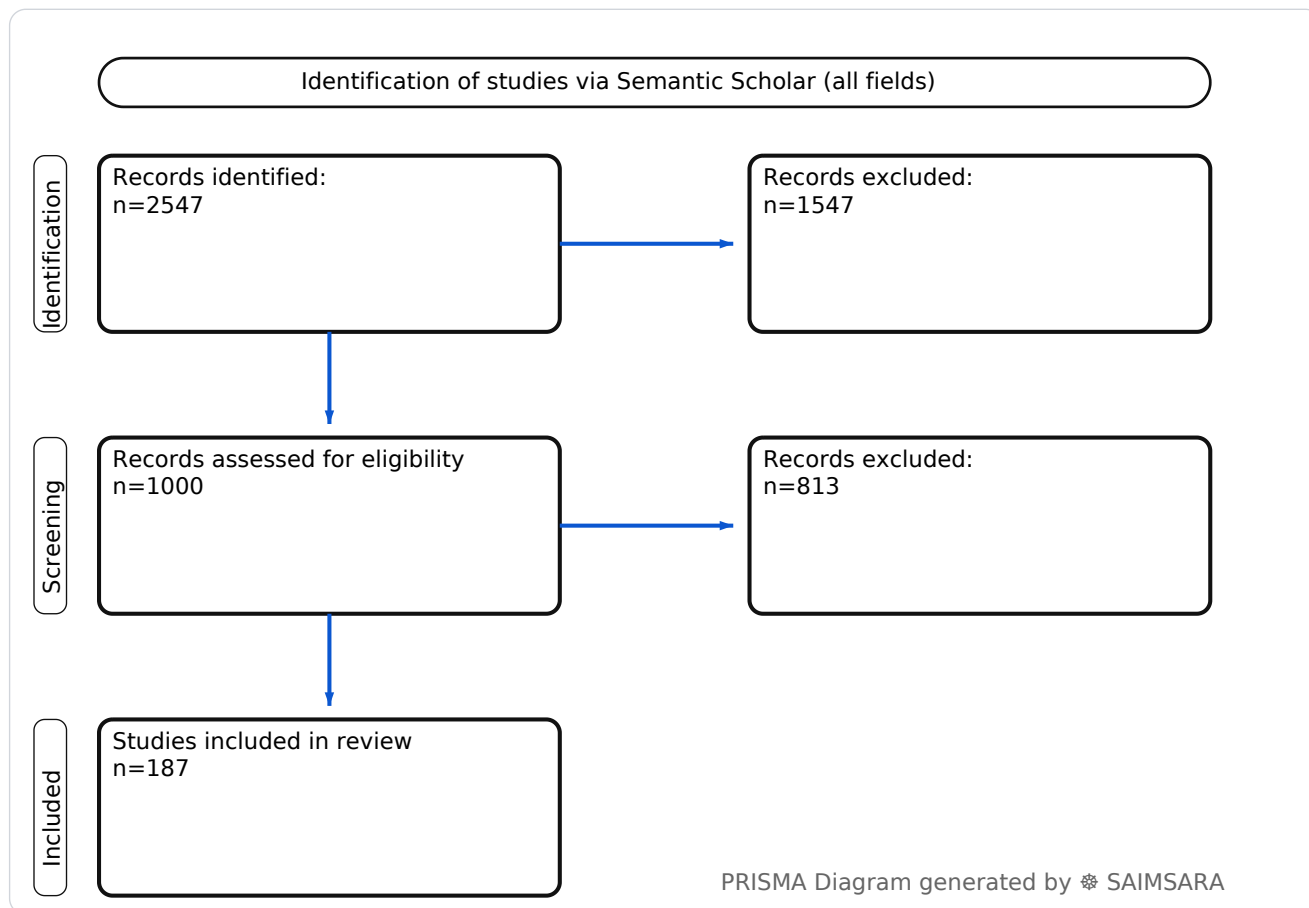 Identification of studies via Semantic Scholar (all fields)
Identification
Records identified:
n=2547
Records excluded:
n=1547
Screening
Records assessed for eligibility
n=1000
Records excluded:
n=813
Included
Studies included in review
n=187
PRISMA Diagram generated by ☸ SAIMSARA